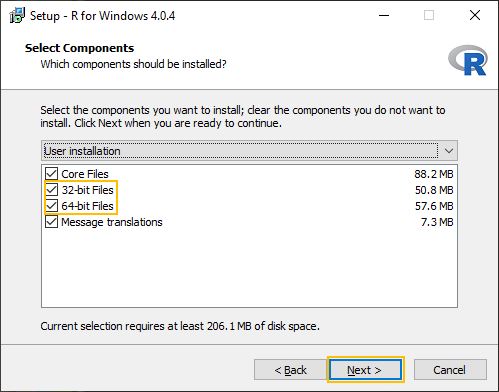 Setup - R for Windows 4.0.4
Select Components
Which components should be installed?
R
Select the components you want to install; clear the components you do not want to
install. Click Next when you are ready to continue.
User installation
Core Files 88.2 MB
32-bit Files 50.8 MB
64-bit Files 57.6 MB
Message translations 7.3 MB
Current selection requires at least 206.1 MB of disk space.
< Back Next > Cancel